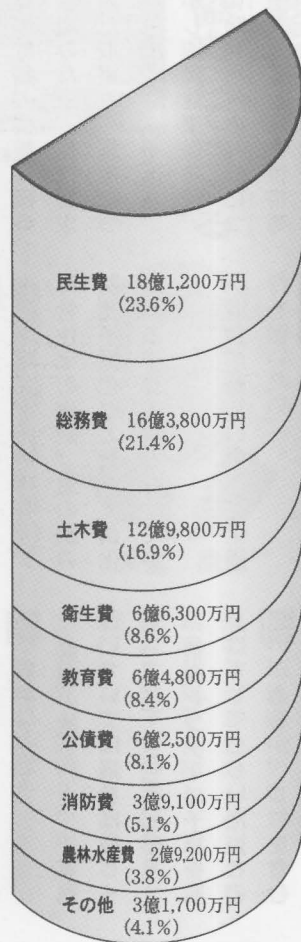 民生費 18億1,200万円
(23.6%)
総務費 16億3,800万円
(21.4%)
土木費 12億9,800万円
(16.9%)
衛生費 6億6,300万円
(8.6%)
教育費 6億4,800万円
(8.4%)
公債費 6億2,500万円
(8.1%)
消防費 3億9,100万円
(5.1%)
農林水産費 2億9,200万円
(3.8%)
その他 3億1,700万円
(4.1%)